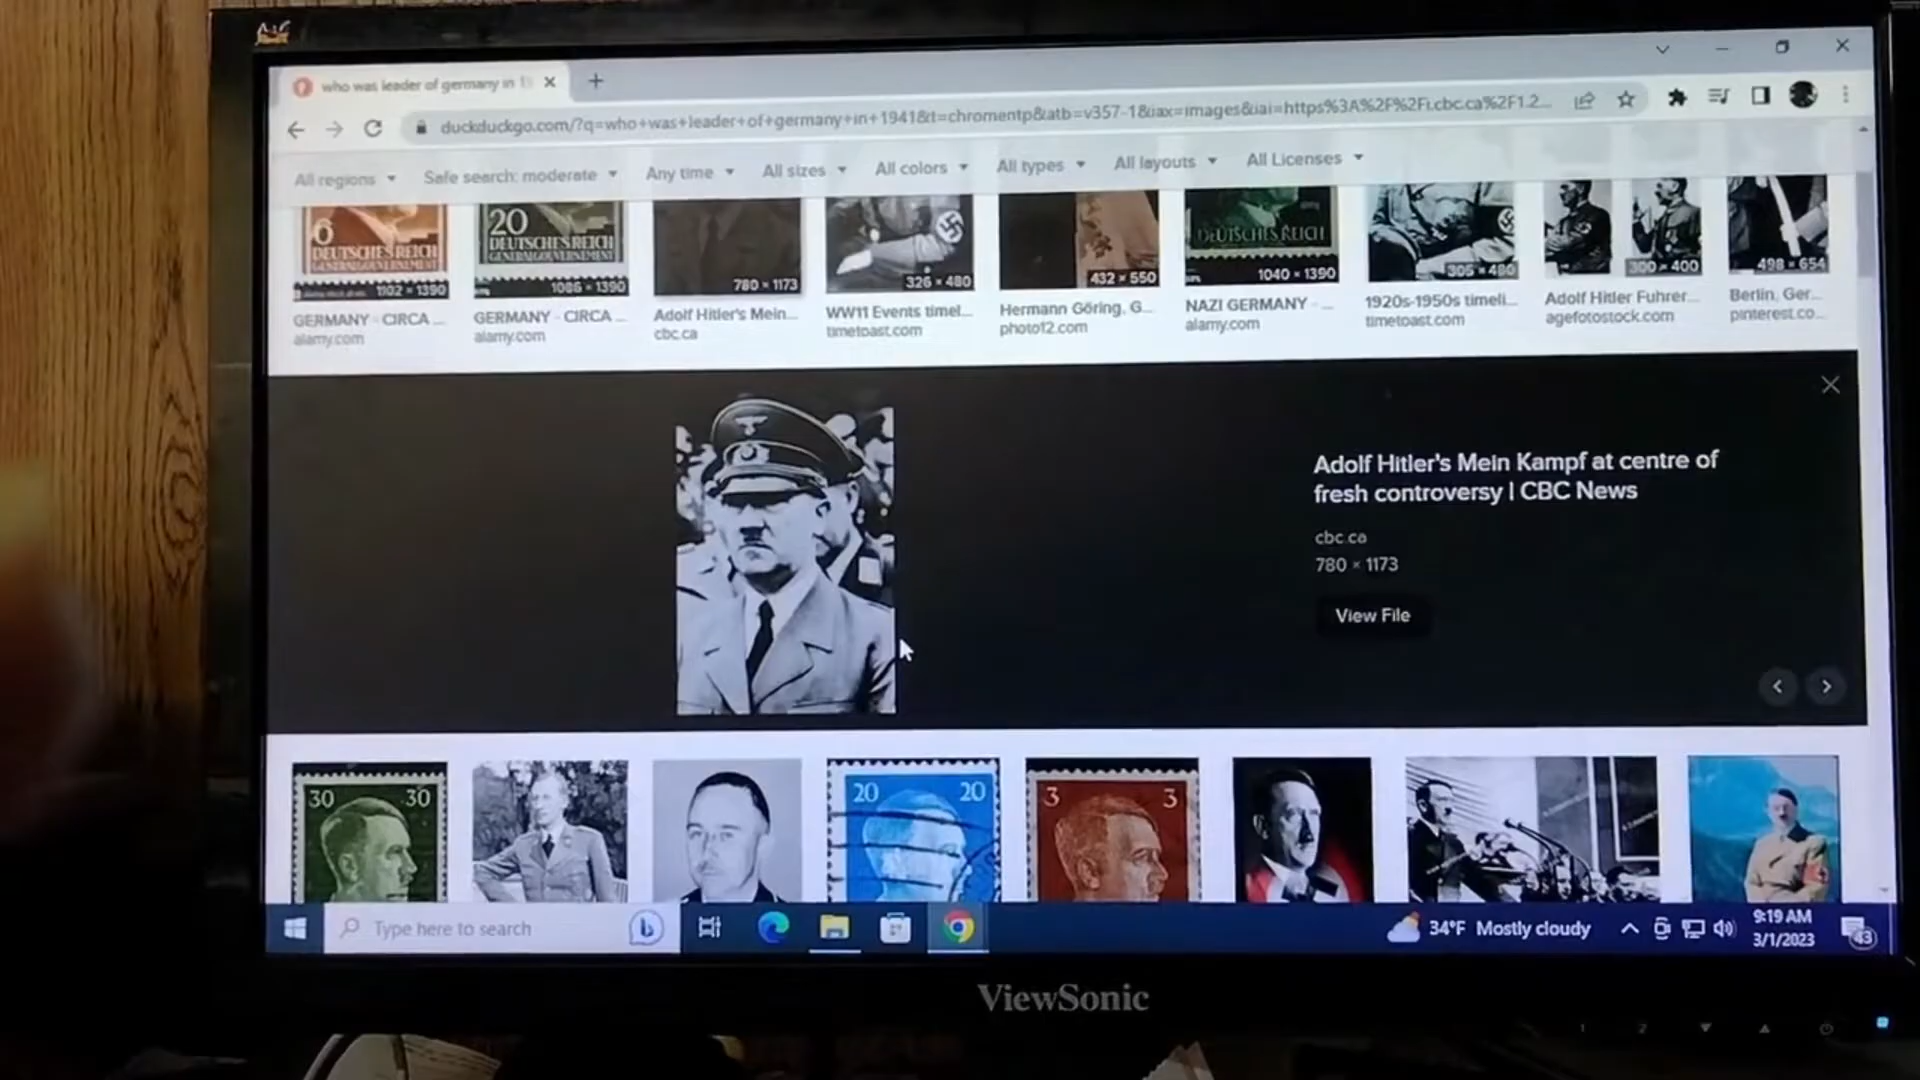 who was leader of germany in 1
duckduckgo.com/?q=who+was+leader+of+germany+in+1941&t=chromentp&atb=v357-1&iax=images&iai=https%3A%2F%2Fi.cbc.ca%2F1.2...
All regions Safe search: moderate Any time All sizes All colors All types All layouts All Licenses
6 DEUTSCHES REICH GENERALGOUVERNEMENT
20 DEUTSCHES REICH GENERALGOUVERNEMENT
DEUTSCHES REICH
1102 × 1390 1086 × 1390 780 × 1173 326 × 480 432 × 550 1040 × 1390 305 × 480 300 × 400 498 × 654
GERMANY - CIRCA ... GERMANY - CIRCA ... Adolf Hitler's Mein... WW11 Events timel... Hermann Göring, G... NAZI GERMANY - ... 1920s-1950s timeli... Adolf Hitler Fuhrer... Berlin, Ger...
alamy.com alamy.com cbc.ca timetoast.com photo12.com alamy.com timetoast.com agefotostock.com pinterest.co...
Adolf Hitler's Mein Kampf at centre of
fresh controversy | CBC News
cbc.ca
780 × 1173
View File
30 30 20 20 3 3
Type here to search
34°F Mostly cloudy
9:19 AM
3/1/2023
43
ViewSonic
1 2